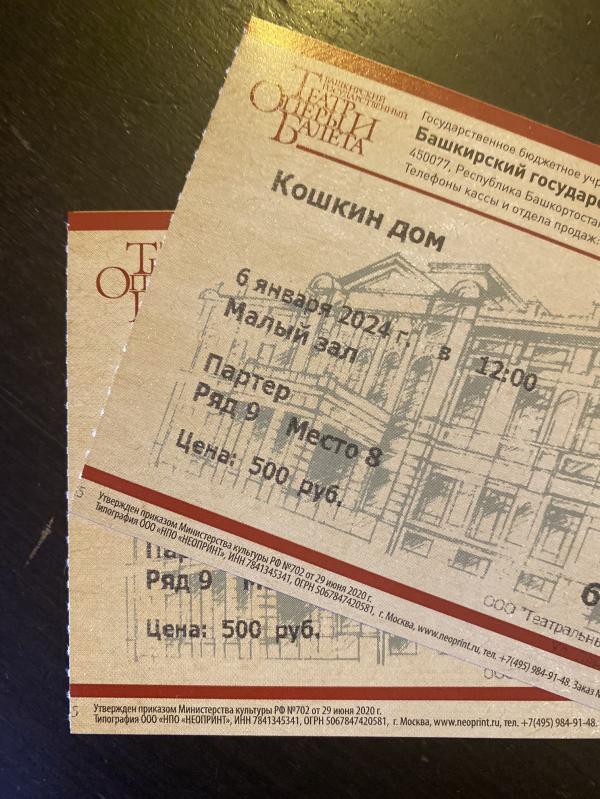 БАШКИРСКИЙ
ГОСУДАРСТВЕННЫЙ
ТЕАТР
ОПЕРЫ И
БАЛЕТА
Государственное бюджетное учр
Башкирский государс
450077, Республика Башкортостан
Телефоны кассы и отдела продаж:
Кошкин дом
6 января 2024 г. в 12:00
Малый зал
Партер
Ряд 9 Место 8
Цена: 500 руб.
ООО "Театральны
Утвержден приказом Министерства культуры РФ №702 от 29 июня 2020 г.
Типография ООО «НПО «НЕОПРИНТ», ИНН 7841345341, ОГРН 5067847420581, г. Москва, www.neoprint.ru, тел. +7(495) 984-91-48. Заказ №
Ряд 9
Цена: 500 руб.
Утвержден приказом Министерства культуры РФ №702 от 29 июня 2020 г.
Типография ООО «НПО «НЕОПРИНТ», ИНН 7841345341, ОГРН 5067847420581, г. Москва, www.neoprint.ru, тел. +7(495) 984-91-48.